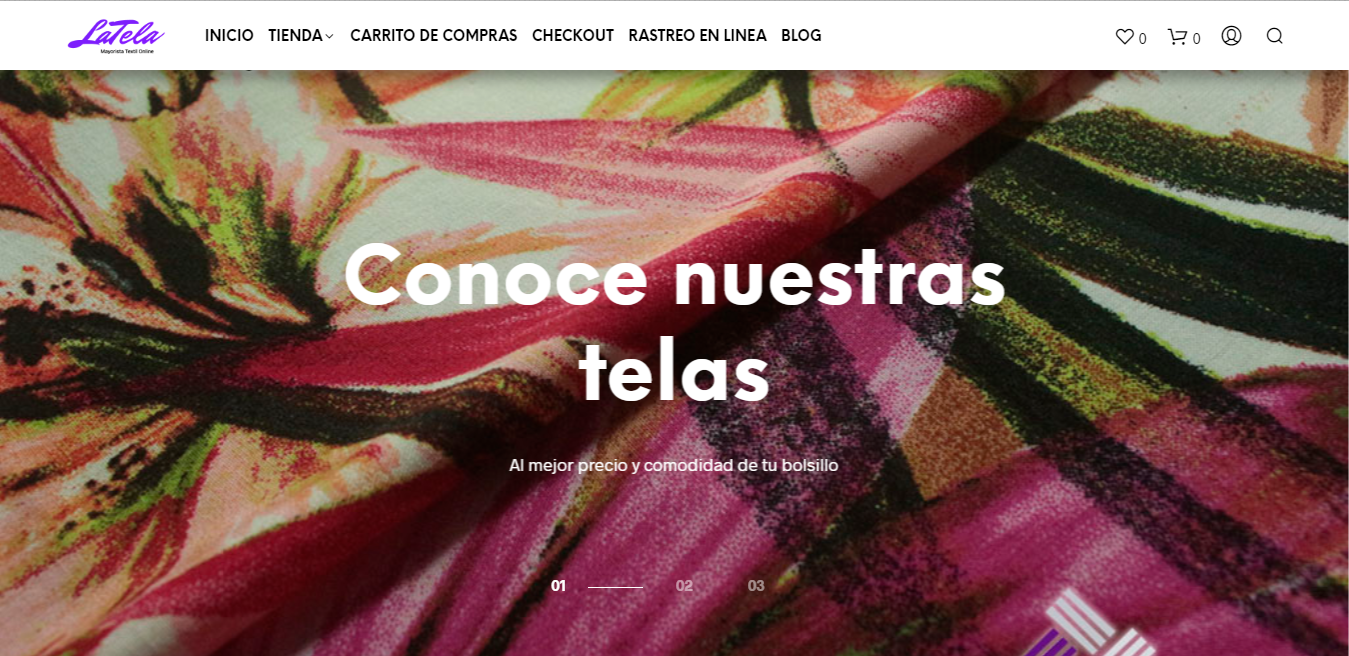 LaTela
Mayorista Textil Online
INICIO TIENDA CARRITO DE COMPRAS CHECKOUT RASTREO EN LINEA BLOG
0 0
Conoce nuestras
telas
Al mejor precio y comodidad de tu bolsillo
01 02 03